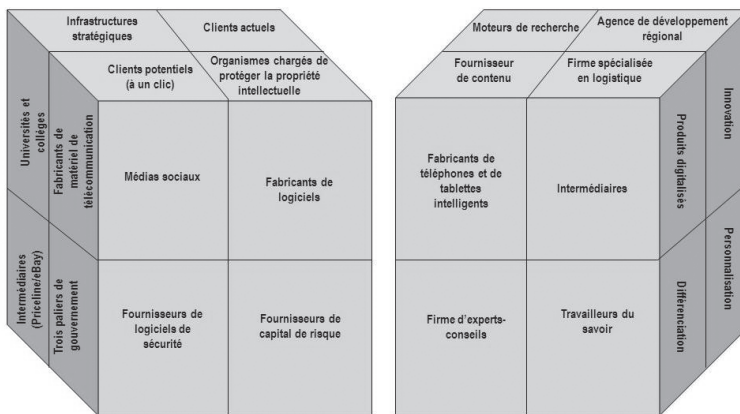 Infrastructures
stratégiques
Clients actuels
Clients potentiels
(à un clic)
Organismes chargés de
protéger la propriété
intellectuelle
Universités et
collèges
Fabricants de
matériel de
télécommunication
Médias sociaux
Fabricants de
logiciels
Intermédiaires
(Priceline/eBay)
Trois paliers de
gouvernement
Fournisseurs de
logiciels de
sécurité
Fournisseurs de
capital de risque
Moteurs de recherche
Agence de développement
régional
Fournisseur
de contenu
Firme spécialisée
en logistique
Fabricants de
téléphones et de
tablettes
intelligents
Intermédiaires
Produits digitalisés
Innovation
Firme d'experts-
conseils
Travailleurs du
savoir
Différenciation
Personnalisation